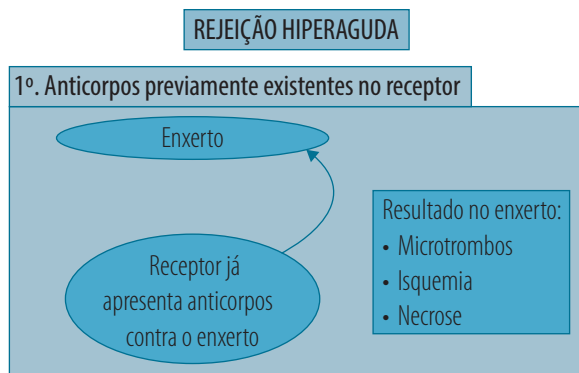 REJEIÇÃO HIPERAGUDA
1º. Anticorpos previamente existentes no receptor
Enxerto
Receptor já
apresenta anticorpos
contra o enxerto
Resultado no enxerto:
• Microtrombos
• Isquemia
• Necrose